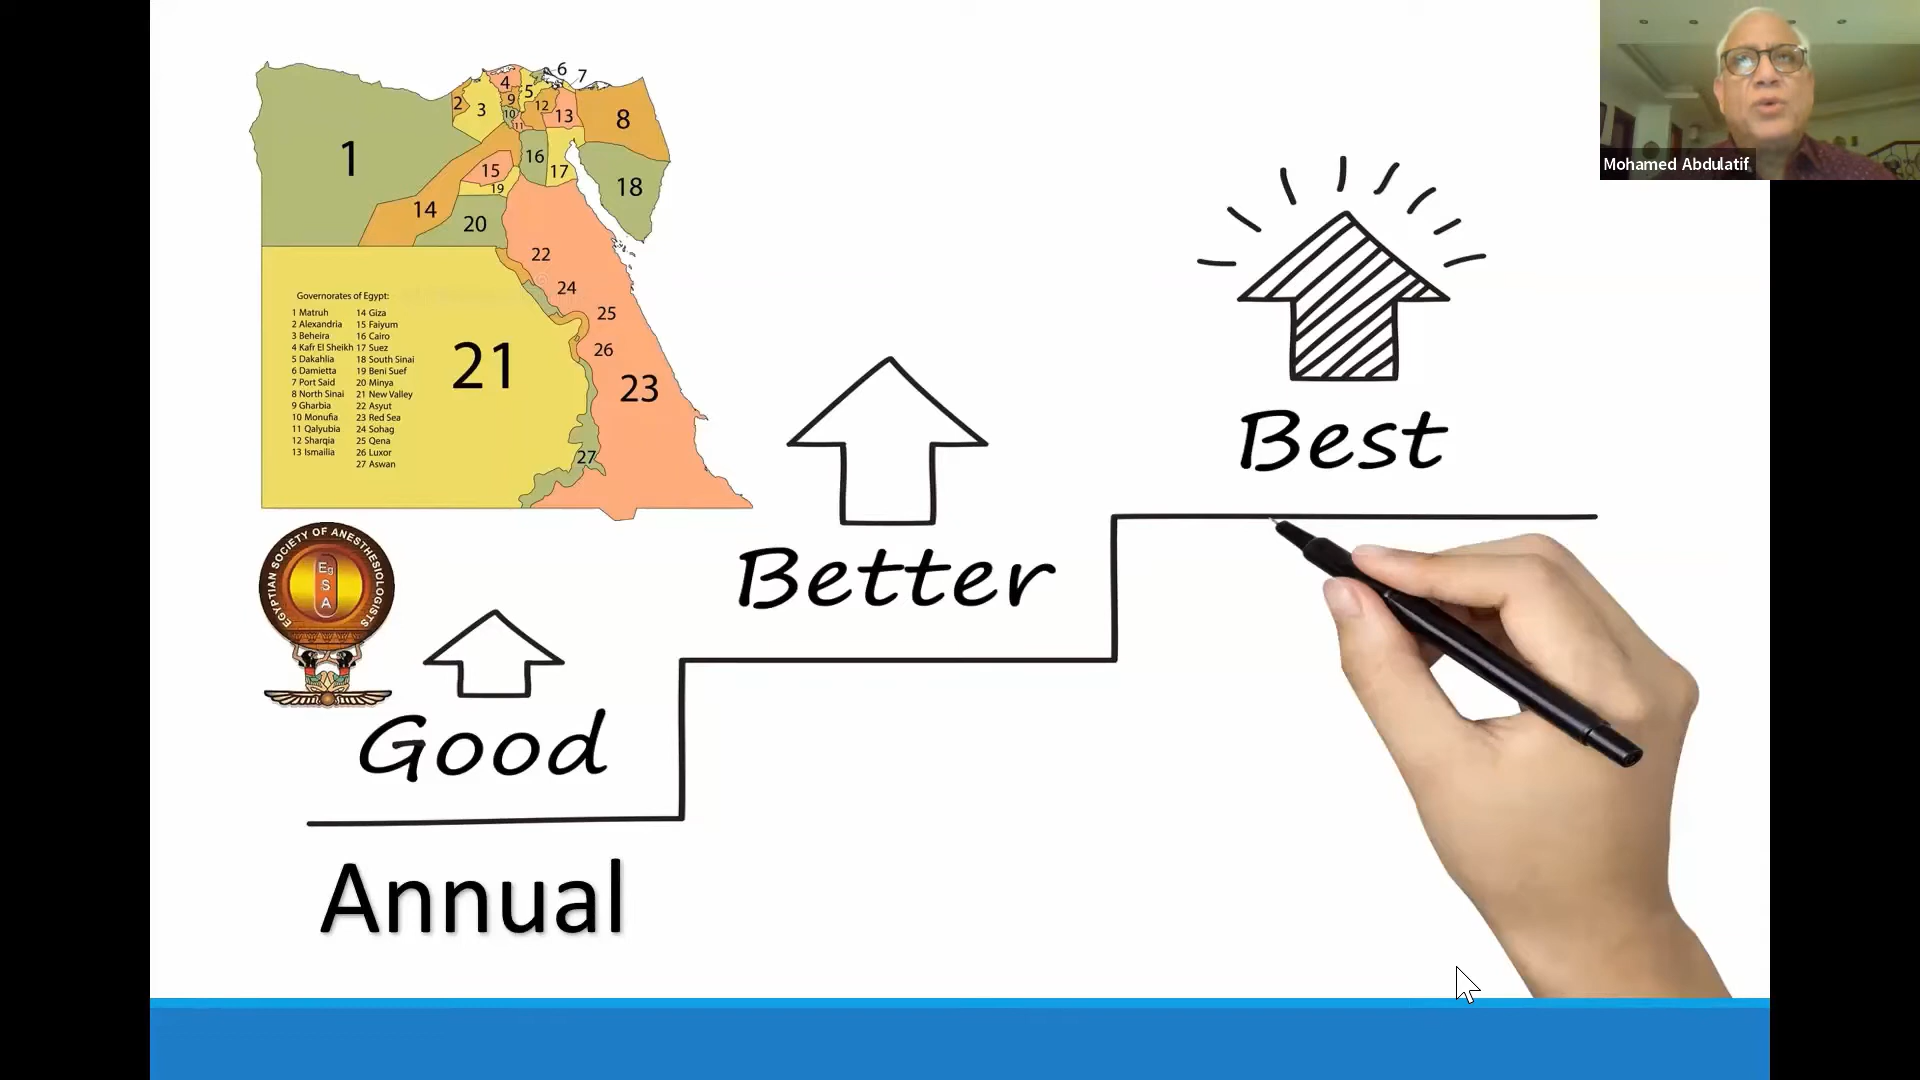 6
7
4
5
2
3
9
12
10
13
8
11
1
16
15
17
18
19
14
20
22
24
25
26
21
23
27
Governorates of Egypt:
1 Matruh
2 Alexandria
3 Beheira
4 Kafr El Sheikh
5 Dakahlia
6 Damietta
7 Port Said
8 North Sinai
9 Gharbia
10 Monufia
11 Qalyubia
12 Sharqia
13 Ismailia
14 Giza
15 Faiyum
16 Cairo
17 Suez
18 South Sinai
19 Beni Suef
20 Minya
21 New Valley
22 Asyut
23 Red Sea
24 Sohag
25 Qena
26 Luxor
27 Aswan
Mohamed Abdulatif
EGYPTIAN SOCIETY OF ANESTHESIOLOGISTS
Eg
S
A
Good
Better
Best
Annual